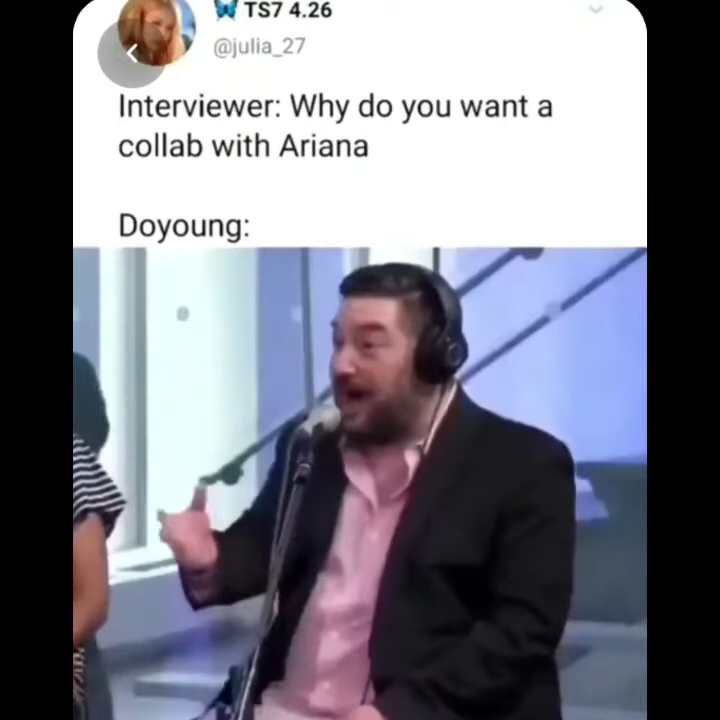 🦋 TS7 4.26
@julia_27
Interviewer: Why do you want a
collab with Ariana
Doyoung: